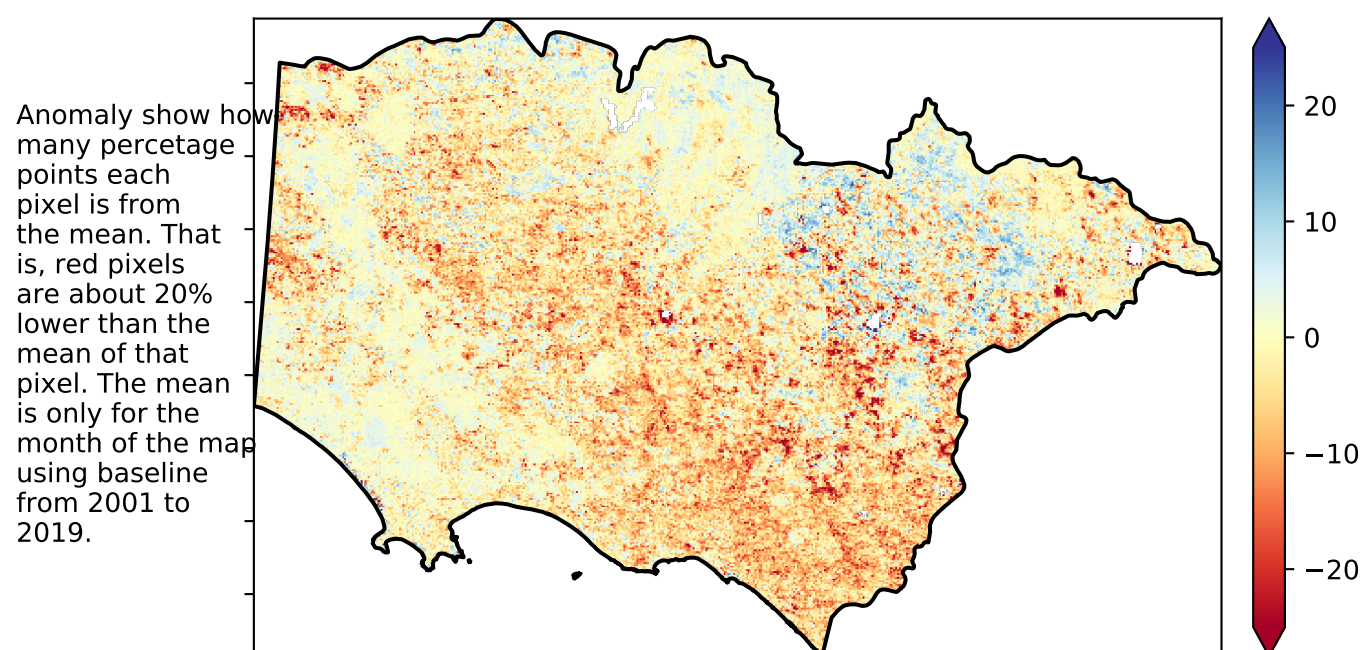 Anomaly show how
many percetage
points each
pixel is from
the mean. That
is, red pixels
are about 20%
lower than the
mean of that
pixel. The mean
is only for the
month of the map
using baseline
from 2001 to
2019.
20
10
0
−10
−20